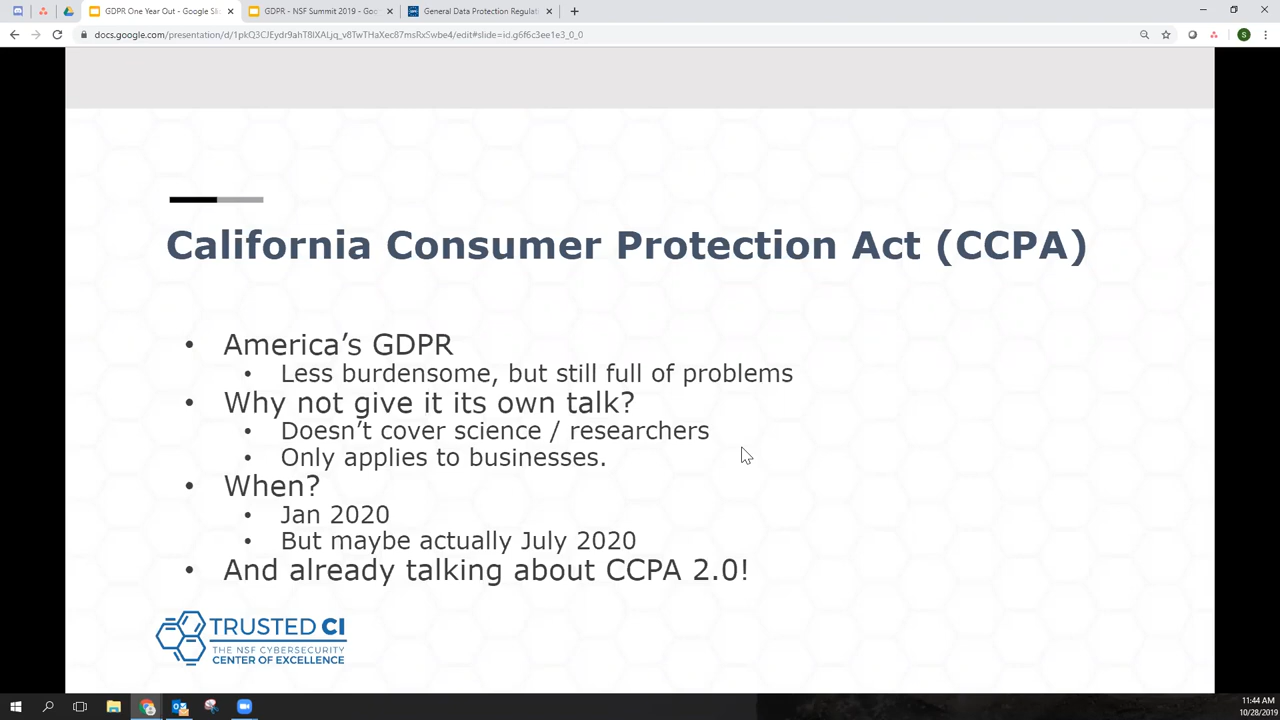 GDPR One Year Out - Google Sli
GDPR - NSF Summit 2019 - Goo
General Data Protection Regulati
docs.google.com/presentation/d/1pkQ3CJEydr9ahT8lXALjq_v8TwTHaXec87msRxSwbe4/edit#slide=id.g6f6c3ee1e3_0_0
S
California Consumer Protection Act (CCPA)
• America’s GDPR
• Less burdensome, but still full of problems
• Why not give it its own talk?
• Doesn’t cover science / researchers
• Only applies to businesses.
• When?
• Jan 2020
• But maybe actually July 2020
• And already talking about CCPA 2.0!
TRUSTED CI
THE NSF CYBERSECURITY
CENTER OF EXCELLENCE
11:44 AM
10/28/2019